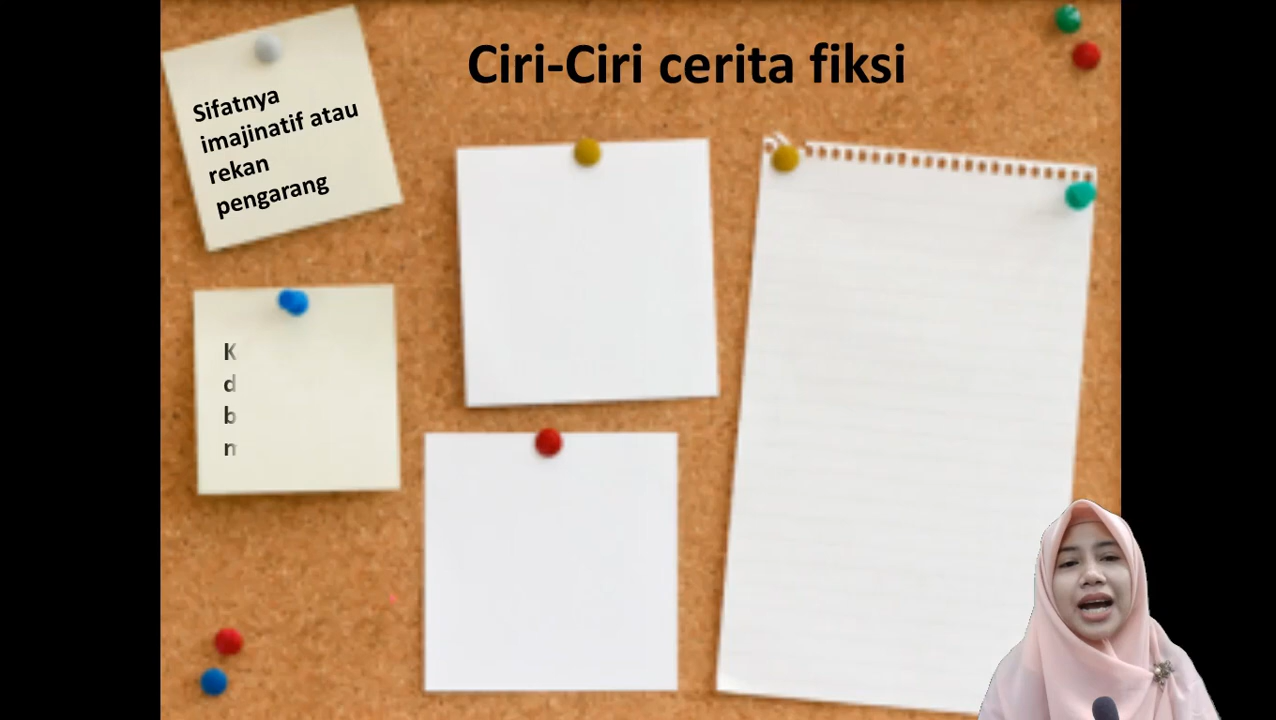 Ciri-Ciri cerita fiksi
Sifatnya
imajinatif atau
rekan
pengarang
K
d
b